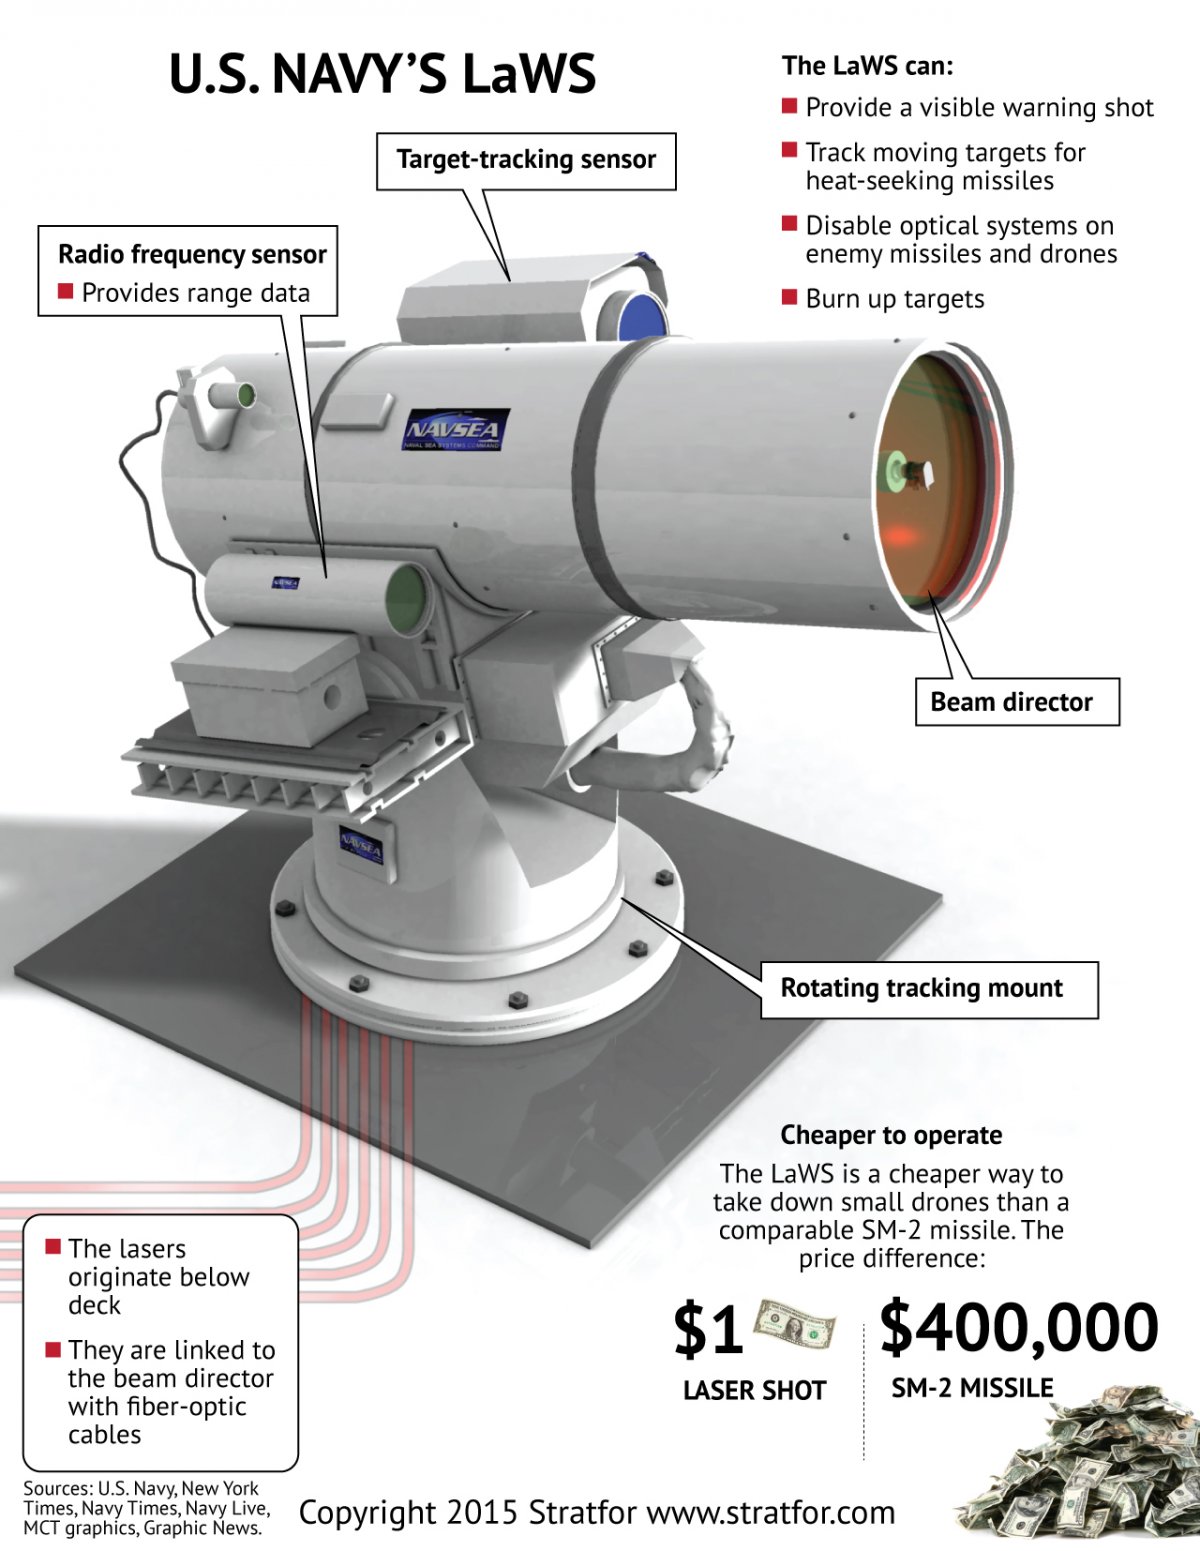 U.S. NAVY'S LaWS
The LaWS can:
Provide a visible warning shot
Track moving targets for
heat-seeking missiles
Disable optical systems on
enemy missiles and drones
Burn up targets
Target-tracking sensor
Radio frequency sensor
Provides range data
NAVSEA
NAVAL SEA SYSTEMS COMMAND
NAVSEA
Beam director
NAVSEA
Rotating tracking mount
Cheaper to operate
The LaWS is a cheaper way to
take down small drones than a
comparable SM-2 missile. The
price difference:
$1
LASER SHOT
$400,000
SM-2 MISSILE
The lasers
originate below
deck
They are linked to
the beam director
with fiber-optic
cables
Sources: U.S. Navy, New York
Times, Navy Times, Navy Live,
MCT graphics, Graphic News.
Copyright 2015 Stratfor www.stratfor.com